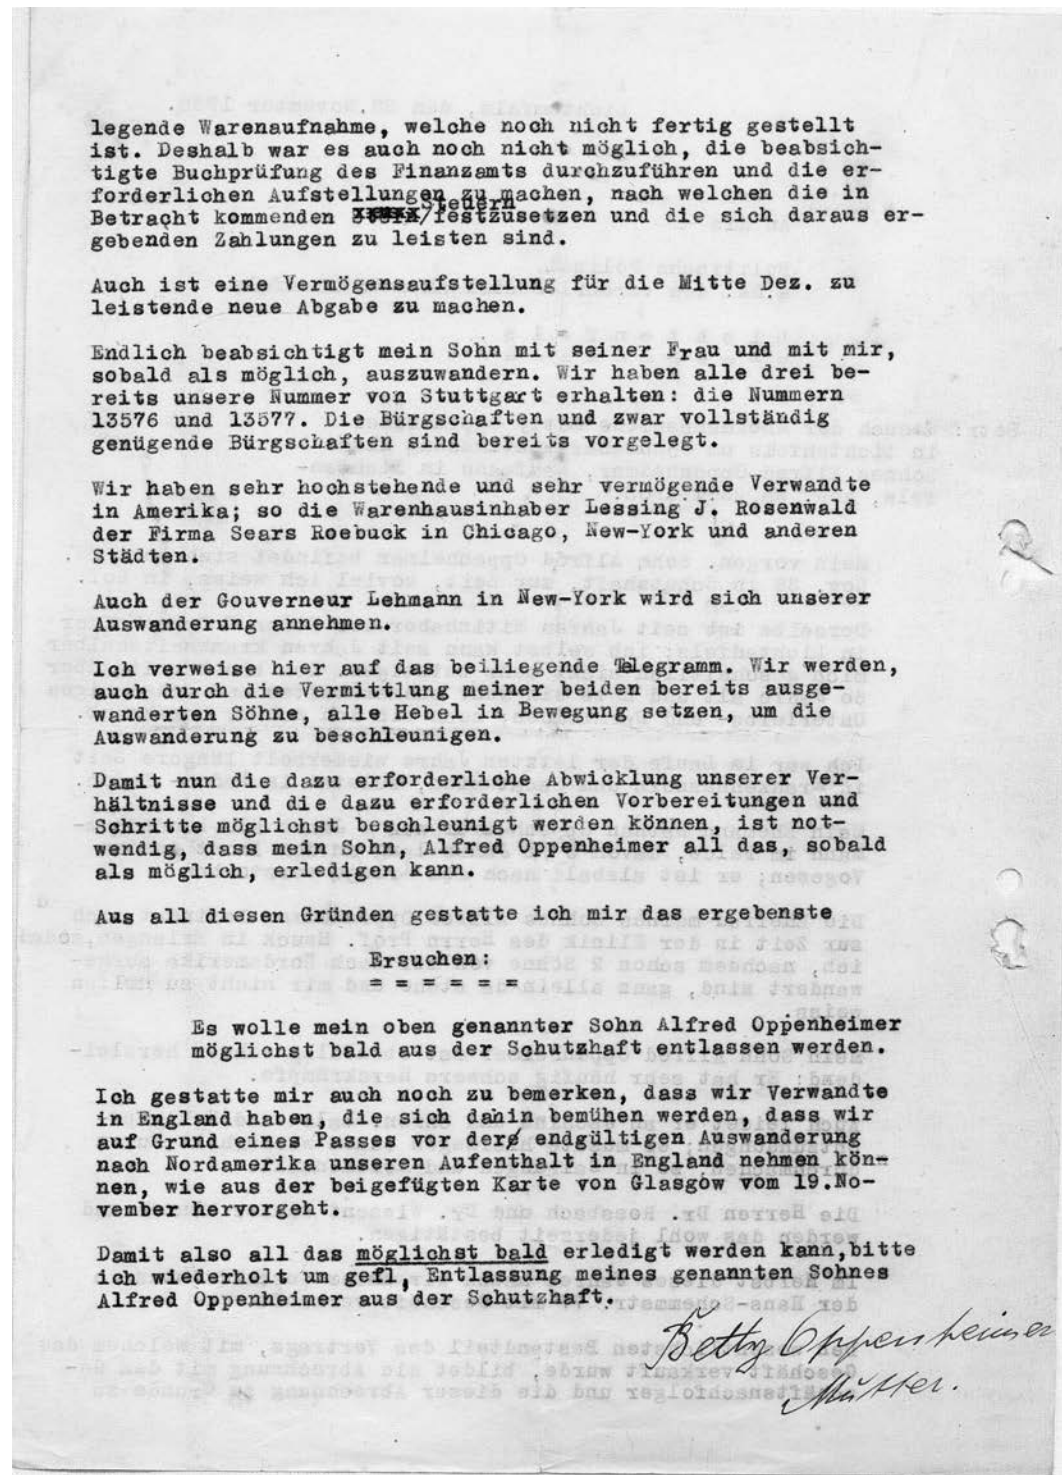 legende Warenaufnahme, welche noch nicht fertig gestellt
ist. Deshalb war es auch noch nicht möglich, die beabsich-
tigte Buchprüfung des Finanzamts durchzuführen und die er-
forderlichen Aufstellungen zu machen, nach welchen die in
Betracht kommenden /Steuern festzusetzen und die sich daraus er-
gebenden Zahlungen zu leisten sind.
Auch ist eine Vermögensaufstellung für die Mitte Dez. zu
leistende neue Abgabe zu machen.
Endlich beabsichtigt mein Sohn mit seiner Frau und mit mir,
sobald als möglich, auszuwandern. Wir haben alle drei be-
reits unsere Nummer von Stuttgart erhalten: die Nummern
13576 und 13577. Die Bürgschaften und zwar vollständig
genügende Bürgschaften sind bereits vorgelegt.
Wir haben sehr hochstehende und sehr vermögende Verwandte
in Amerika; so die Warenhausinhaber Lessing J. Rosenwald
der Firma Sears Roebuck in Chicago, New-York und anderen
Städten.
Auch der Gouverneur Lehmann in New-York wird sich unserer
Auswanderung annehmen.
Ich verweise hier auf das beiliegende Telegramm. Wir werden,
auch durch die Vermittlung meiner beiden bereits ausge-
wanderten Söhne, alle Hebel in Bewegung setzen, um die
Auswanderung zu beschleunigen.
Damit nun die dazu erforderliche Abwicklung unserer Ver-
hältnisse und die dazu erforderlichen Vorbereitungen und
Schritte möglichst beschleunigt werden können, ist not-
wendig, dass mein Sohn, Alfred Oppenheimer all das, sobald
als möglich, erledigen kann.
Aus all diesen Gründen gestatte ich mir das ergebenste
Ersuchen:
= = = = = =
Es wolle mein oben genannter Sohn Alfred Oppenheimer
möglichst bald aus der Schutzhaft entlassen werden.
Ich gestatte mir auch noch zu bemerken, dass wir Verwandte
in England haben, die sich dahin bemühen werden, dass wir
auf Grund eines Passes vor der endgültigen Auswanderung
nach Nordamerika unseren Aufenthalt in England nehmen kön-
nen, wie aus der beigefügten Karte von Glasgow vom 19.No-
vember hervorgeht.
Damit also all das möglichst bald erledigt werden kann,bitte
ich wiederholt um gefl. Entlassung meines genannten Sohnes
Alfred Oppenheimer aus der Schutzhaft.
Betty Oppenheimer
Mutter.